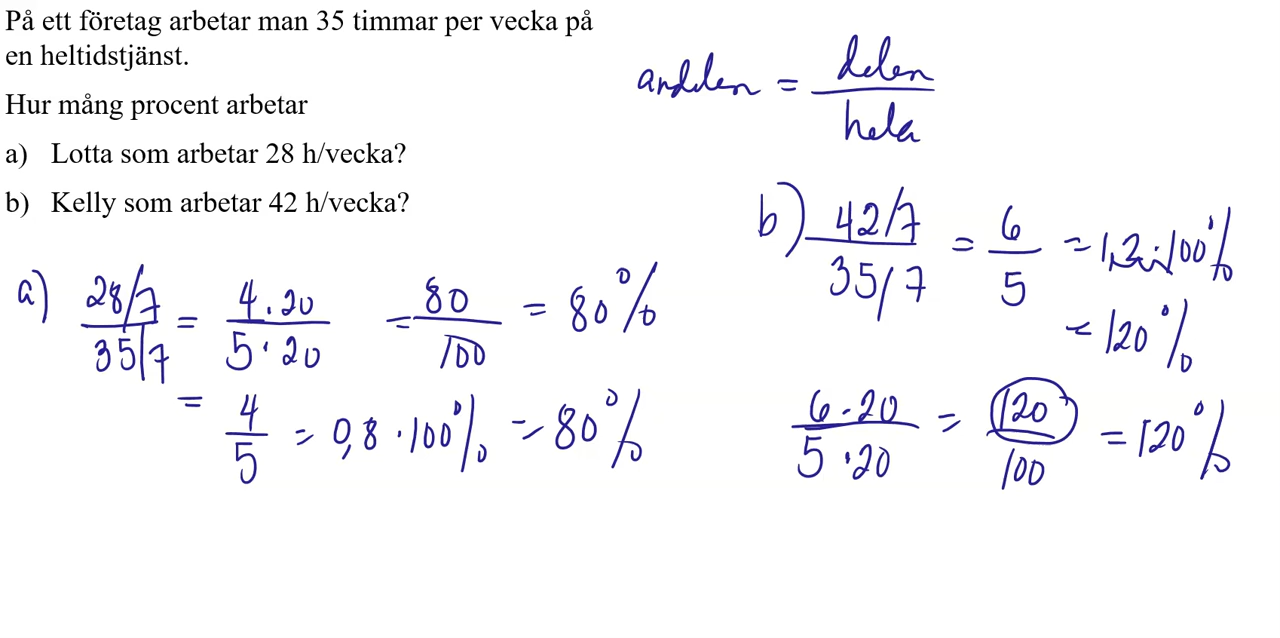 På ett företag arbetar man 35 timmar per vecka på
en heltidstjänst.
Hur mång procent arbetar
a) Lotta som arbetar 28 h/vecka?
b) Kelly som arbetar 42 h/vecka?
andelen = delen / hela
a) 28/7 / 35/7 = 4·20 / 5·20 = 80 / 100 = 80%
= 4/5 = 0,8 · 100% = 80%
b) 42/7 / 35/7 = 6/5 = 1,2 · 100%
= 120%
6·20 / 5·20 = 120 / 100 = 120%